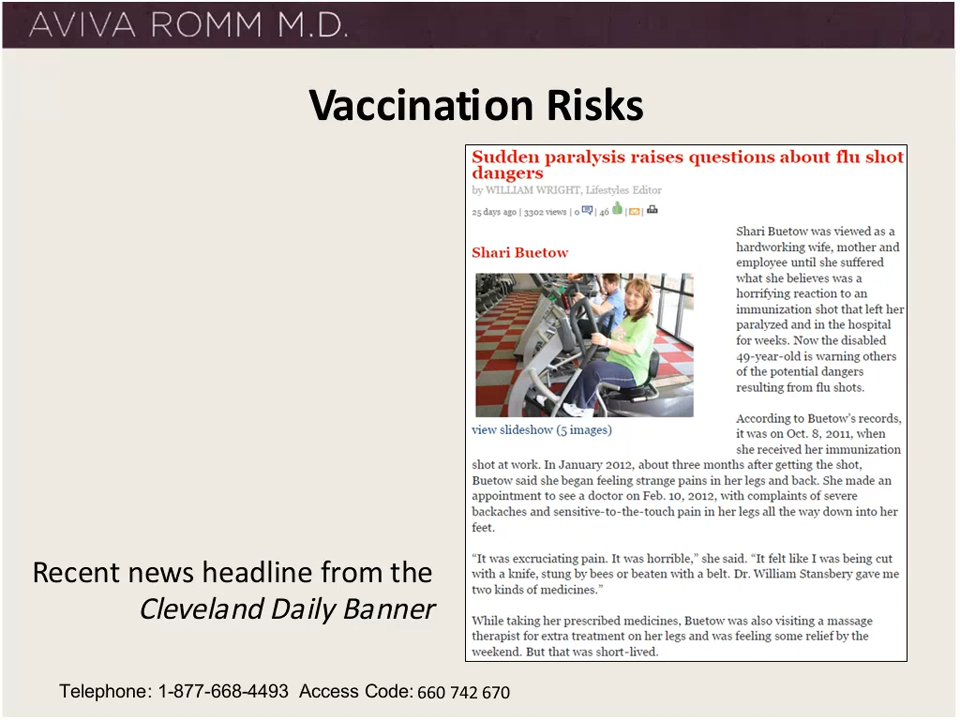 AVIVA ROMM M.D.
Vaccination Risks
Sudden paralysis raises questions about flu shot
dangers
by WILLIAM WRIGHT, Lifestyles Editor
25 days ago | 3302 views | 0 | 46 | |
Shari Buetow
view slideshow (5 images)
Shari Buetow was viewed as a
hardworking wife, mother and
employee until she suffered
what she believes was a
horrifying reaction to an
immunization shot that left her
paralyzed and in the hospital
for weeks. Now the disabled
49-year-old is warning others
of the potential dangers
resulting from flu shots.
According to Buetow's records,
it was on Oct. 8, 2011, when
she received her immunization
shot at work. In January 2012, about three months after getting the shot,
Buetow said she began feeling strange pains in her legs and back. She made an
appointment to see a doctor on Feb. 10, 2012, with complaints of severe
backaches and sensitive-to-the-touch pain in her legs all the way down into her
feet.
"It was excruciating pain. It was horrible," she said. "It felt like I was being cut
with a knife, stung by bees or beaten with a belt. Dr. William Stansbery gave me
two kinds of medicines."
While taking her prescribed medicines, Buetow was also visiting a massage
therapist for extra treatment on her legs and was feeling some relief by the
weekend. But that was short-lived.
Recent news headline from the
Cleveland Daily Banner
Telephone: 1-877-668-4493 Access Code: 660 742 670